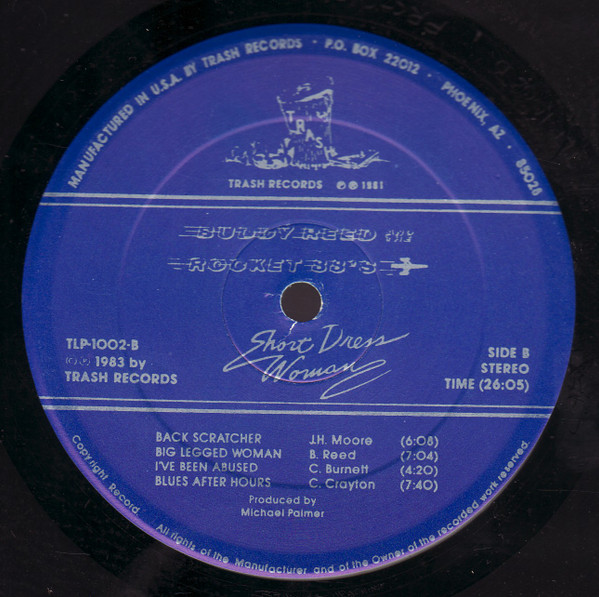 MANUFACTURED IN U.S.A. BY TRASH RECORDS · P.O. BOX 22012 · PHOENIX, AZ · 85028
TRASH
TRASH RECORDS ©℗ 1981
BUDDY REED AND THE
ROCKET 88'S
Short Dress
Woman
TLP-1002-B
©℗ 1983 by
TRASH RECORDS
SIDE B
STEREO
TIME (26:05)
BACK SCRATCHER J.H. Moore (6:08)
BIG LEGGED WOMAN B. Reed (7:04)
I'VE BEEN ABUSED C. Burnett (4:20)
BLUES AFTER HOURS C. Crayton (7:40)
Produced by
Michael Palmer
Copyright Record. All rights of the Manufacturer and of the Owner of the recorded work reserved.